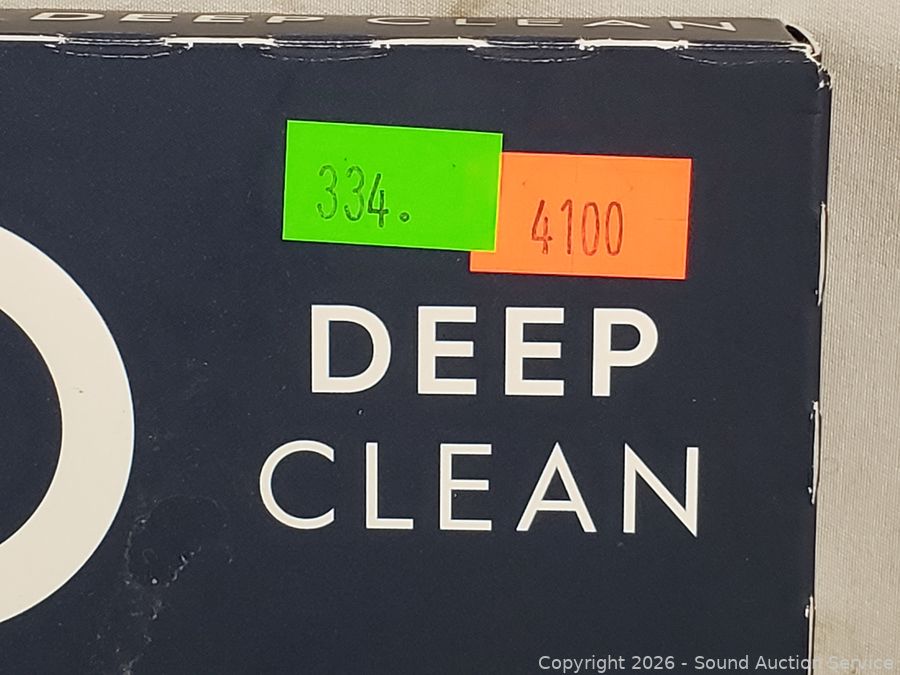 DEEP CLEAN
334.
4100
DEEP
CLEAN
Copyright 2026 - Sound Auction Service